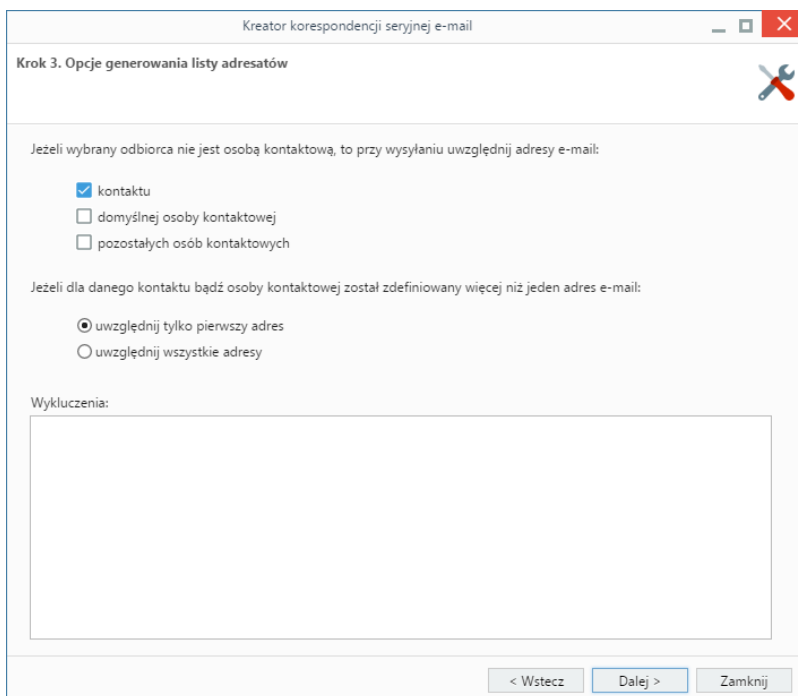 Kreator korespondencji seryjnej e-mail
Krok 3. Opcje generowania listy adresatów
Jeżeli wybrany odbiorca nie jest osobą kontaktową, to przy wysyłaniu uwzględnij adresy e-mail:
kontaktu
domyślnej osoby kontaktowej
pozostałych osób kontaktowych
Jeżeli dla danego kontaktu bądź osoby kontaktowej został zdefiniowany więcej niż jeden adres e-mail:
uwzględnij tylko pierwszy adres
uwzględnij wszystkie adresy
Wykluczenia:
< Wstecz Dalej > Zamknij